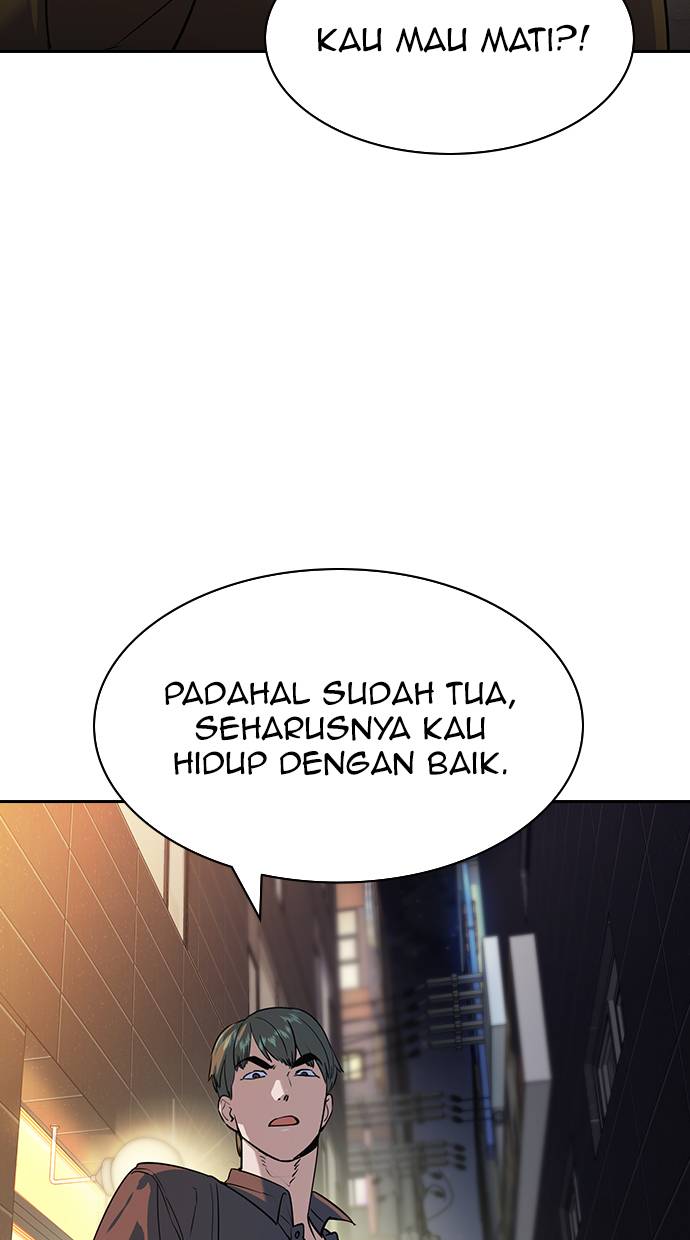 KAU MAU MATI?!
PADAHAL SUDAH TUA,
SEHARUSNYA KAU
HIDUP DENGAN BAIK.